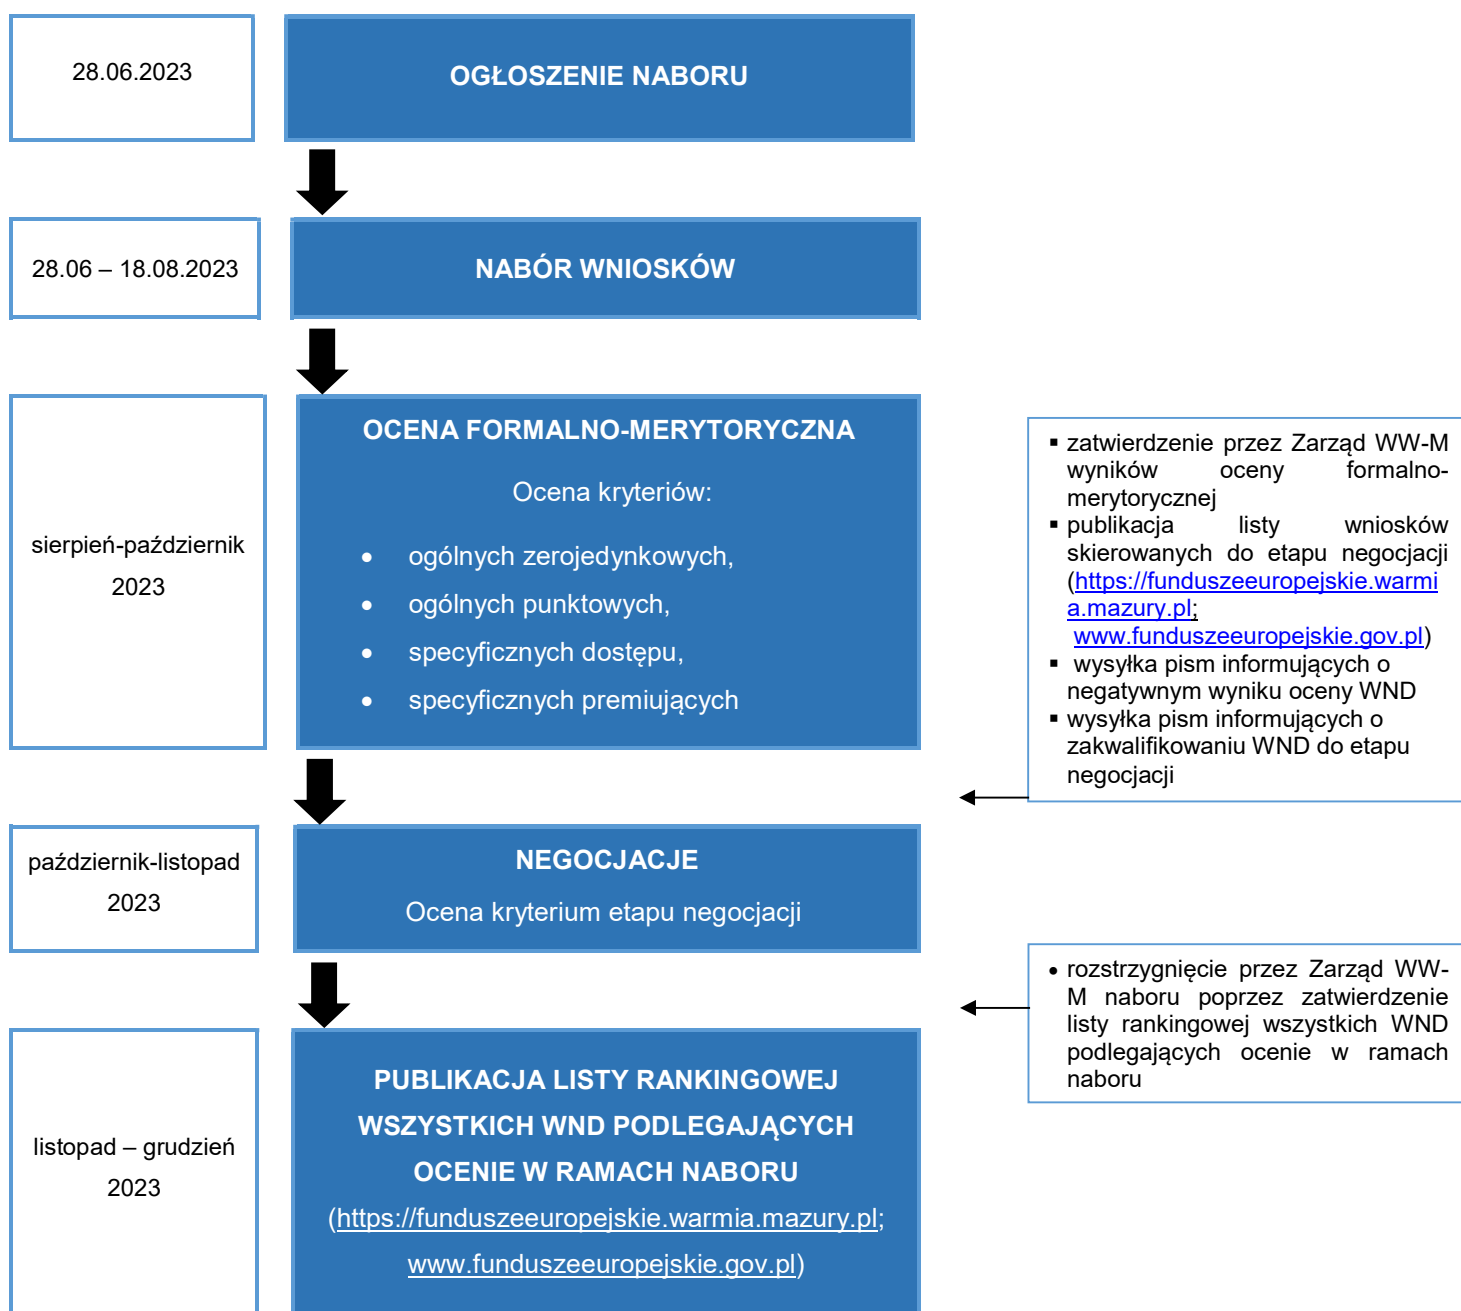 28.06.2023
OGŁOSZENIE NABORU
28.06 – 18.08.2023
NABÓR WNIOSKÓW
sierpień-październik
2023
OCENA FORMALNO-MERYTORYCZNA
Ocena kryteriów:
• ogólnych zerojedynkowych,
• ogólnych punktowych,
• specyficznych dostępu,
• specyficznych premiujących
▪ zatwierdzenie przez Zarząd WW-M
wyników oceny formalno-
merytorycznej
▪ publikacja listy wniosków
skierowanych do etapu negocjacji
(https://funduszeeuropejskie.warmi
a.mazury.pl;
www.funduszeeuropejskie.gov.pl)
▪ wysyłka pism informujących o
negatywnym wyniku oceny WND
▪ wysyłka pism informujących o
zakwalifikowaniu WND do etapu
negocjacji
październik-listopad
2023
NEGOCJACJE
Ocena kryterium etapu negocjacji
• rozstrzygnięcie przez Zarząd WW-
M naboru poprzez zatwierdzenie
listy rankingowej wszystkich WND
podlegających ocenie w ramach
naboru
listopad – grudzień
2023
PUBLIKACJA LISTY RANKINGOWEJ
WSZYSTKICH WND PODLEGAJĄCYCH
OCENIE W RAMACH NABORU
(https://funduszeeuropejskie.warmia.mazury.pl;
www.funduszeeuropejskie.gov.pl)